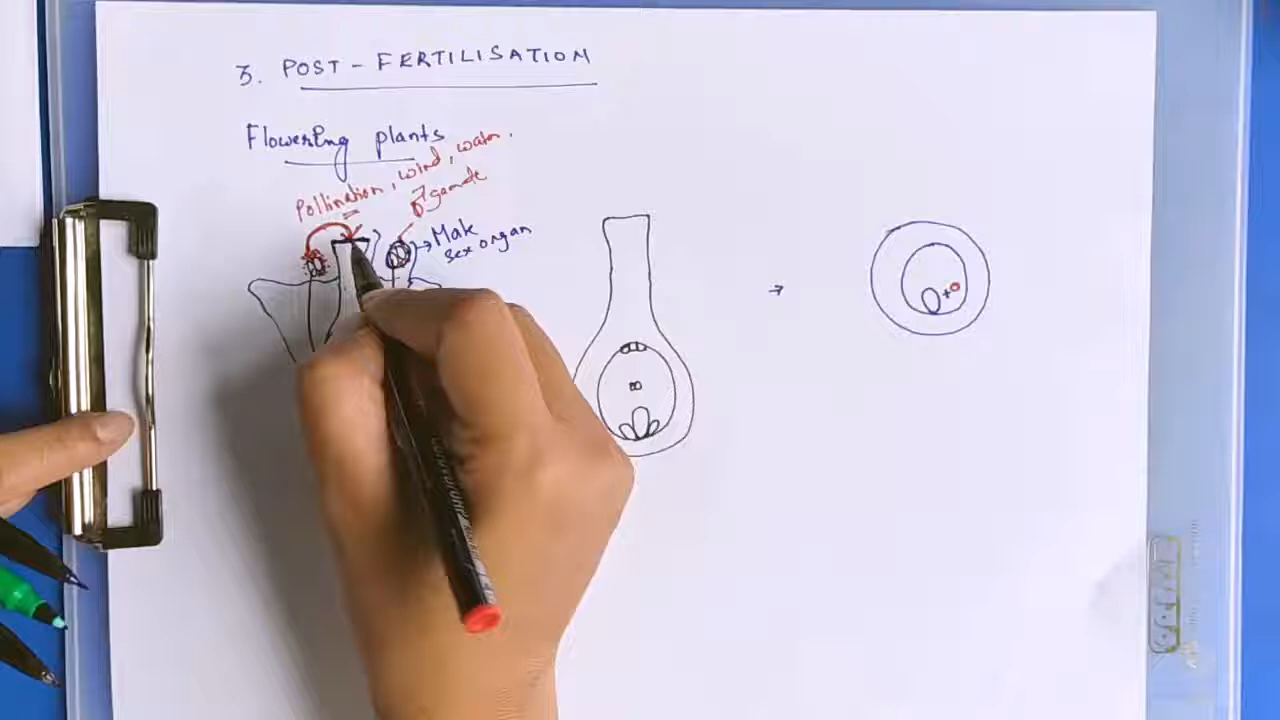 3. POST - FERTILISATION
Flowering plants
Pollination, wind, water.
♂ gamete
→ Male
sex organ